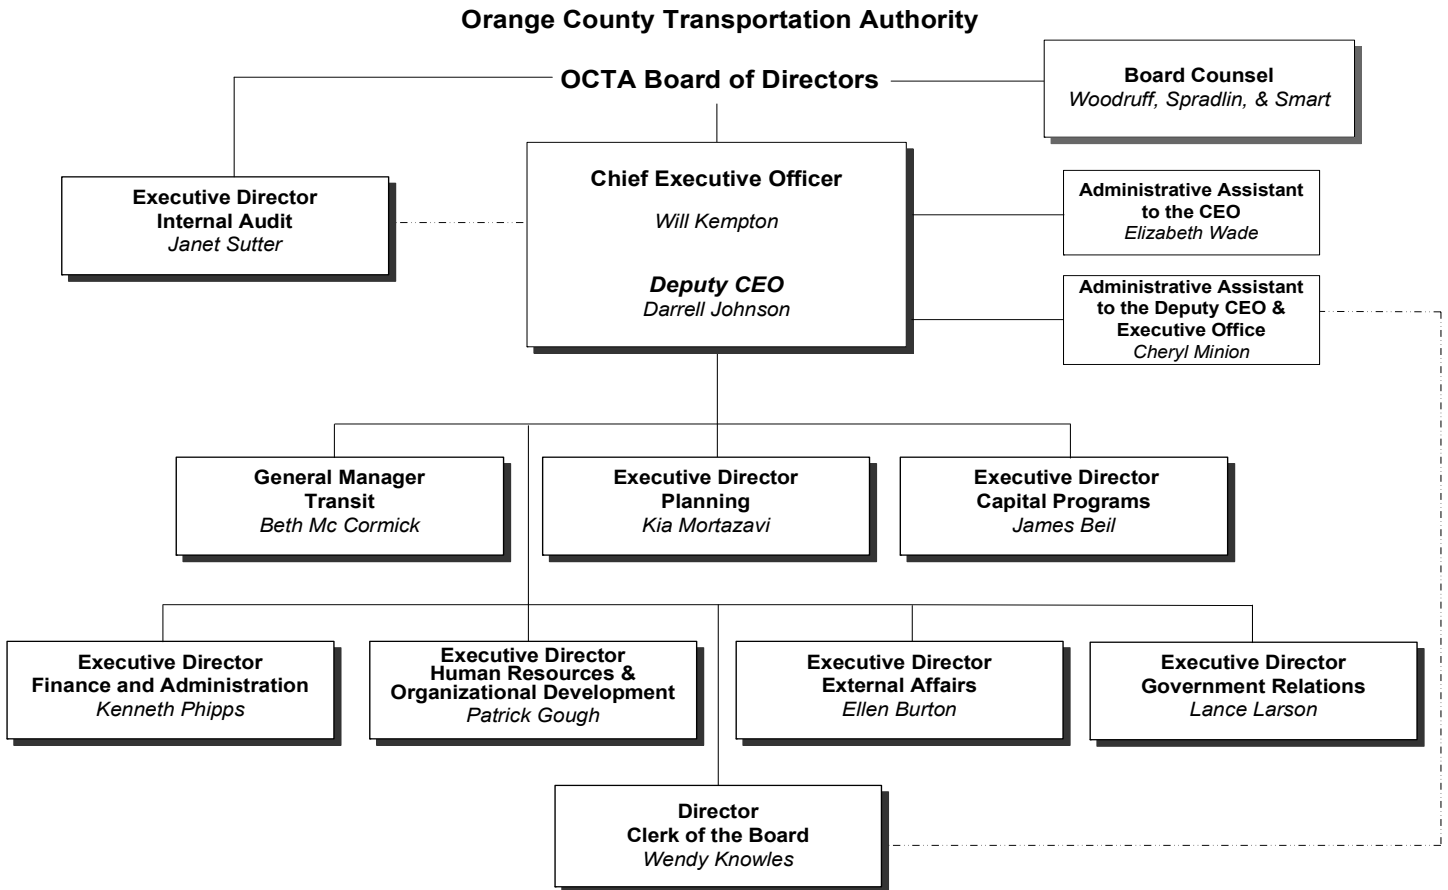 Orange County Transportation Authority
OCTA Board of Directors
Board Counsel
Woodruff, Spradlin, & Smart
Executive Director
Internal Audit
Janet Sutter
Chief Executive Officer
Will Kempton
Deputy CEO
Darrell Johnson
Administrative Assistant
to the CEO
Elizabeth Wade
Administrative Assistant
to the Deputy CEO &
Executive Office
Cheryl Minion
General Manager
Transit
Beth Mc Cormick
Executive Director
Planning
Kia Mortazavi
Executive Director
Capital Programs
James Beil
Executive Director
Finance and Administration
Kenneth Phipps
Executive Director
Human Resources &
Organizational Development
Patrick Gough
Executive Director
External Affairs
Ellen Burton
Executive Director
Government Relations
Lance Larson
Director
Clerk of the Board
Wendy Knowles